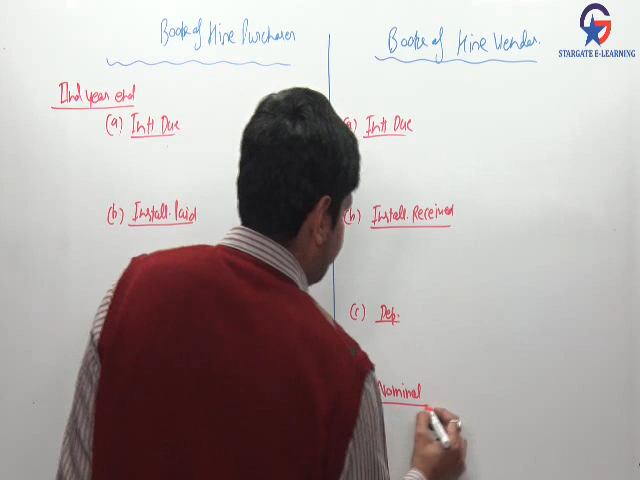 Books of Hire Purchaser
Books of Hire Vendor.
STARGATE E-LEARNING
IInd year end
(a) Intt Due
(b) Install. Paid
(a) Intt Due
(b) Install. Received
(c) Dep.
Nominal